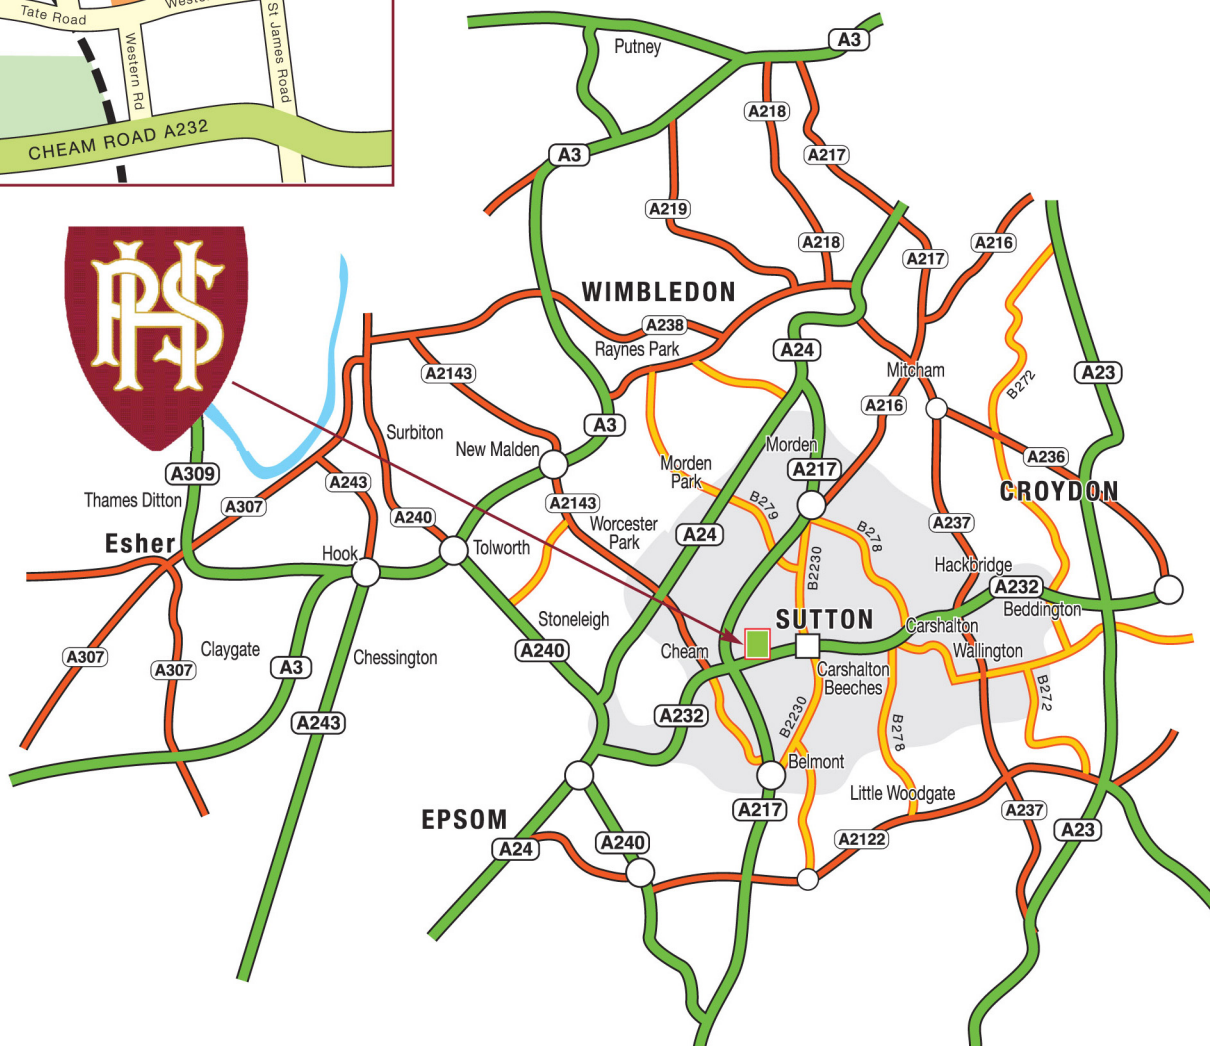 Tate Road
Weste
St James Road
Western Rd
CHEAM ROAD A232
PHS
Putney
A3
A218
A217
A3
A219
A218
A217
A216
WIMBLEDON
A238
Raynes Park
A24
Mitcham
B272
A23
A2143
A216
Surbiton
New Malden
A3
Morden
A236
A309
A243
Morden
Park
A217
CROYDON
Thames Ditton
A307
A2143
B279
A240
Worcester
Park
A24
B278
A237
Esher
Hook
Tolworth
B2230
Hackbridge
A232
Beddington
Stoneleigh
SUTTON
Carshalton
Claygate
A240
Cheam
Wallington
A307
A307
A3
Chessington
Carshalton
Beeches
B272
A243
A232
B2230
B278
Belmont
Little Woodgate
EPSOM
A217
A237
A24
A240
A2122
A23